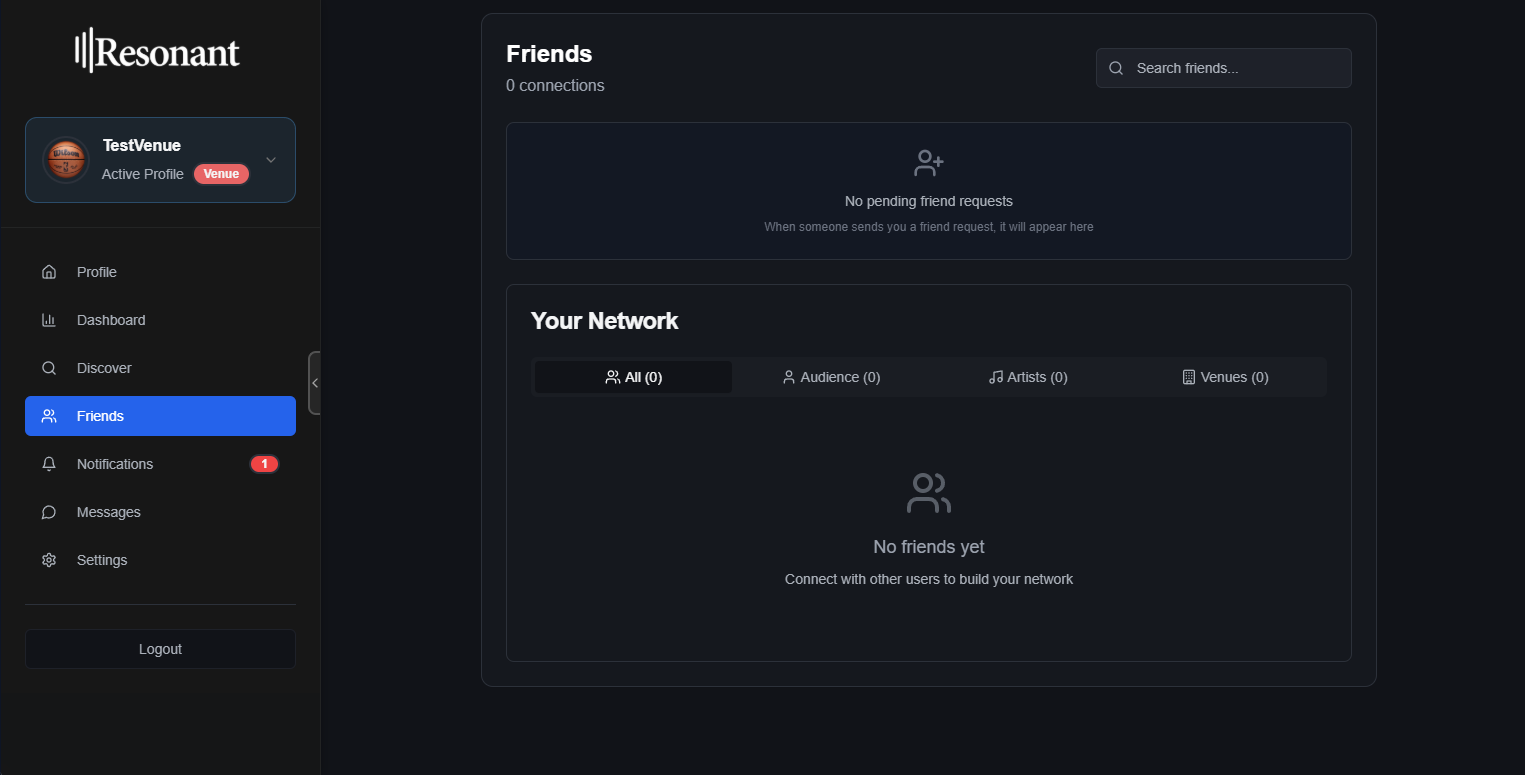 Resonant
TestVenue
Active Profile Venue
Profile
Dashboard
Discover
Friends
Notifications 1
Messages
Settings
Logout
Friends
0 connections
Search friends...
No pending friend requests
When someone sends you a friend request, it will appear here
Your Network
All (0) Audience (0) Artists (0) Venues (0)
No friends yet
Connect with other users to build your network